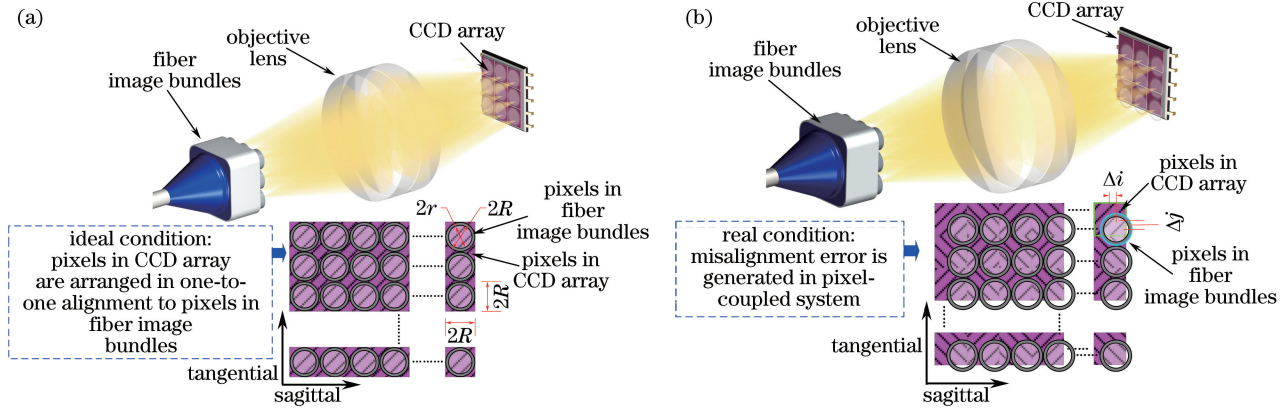 (a)
CCD array
objective
lens
fiber
image bundles
ideal condition:
pixels in CCD array
are arranged in one-to-
one alignment to pixels in
fiber image
bundles
2r
2R
pixels in
fiber
image bundles
pixels in
CCD array
2R
2R
tangential
sagittal
(b)
CCD array
objective
lens
fiber
image bundles
real condition:
misalignment error is
generated in pixel-
coupled system
Δi
pixels in
CCD array
Δj
pixels in
fiber
image bundles
tangential
sagittal